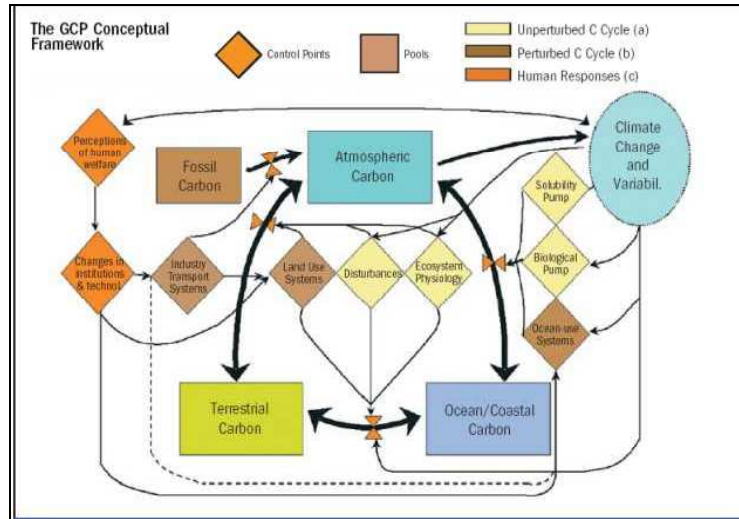 The GCP Conceptual
Framework
Control Points
Pools
Unperturbed C Cycle (a)
Perturbed C Cycle (b)
Human Responses (c)
Perceptions
of human
welfare
Fossil
Carbon
Atmospheric
Carbon
Climate
Change
and
Variabil.
Solubility
Pump
Changes in
institutions
& technol.
Industry
Transport
Systems
Land Use
Systems
Disturbances
Ecosystent
Physiology
Biological
Pump
Ocean-use
Systems
Terrestrial
Carbon
Ocean/Coastal
Carbon